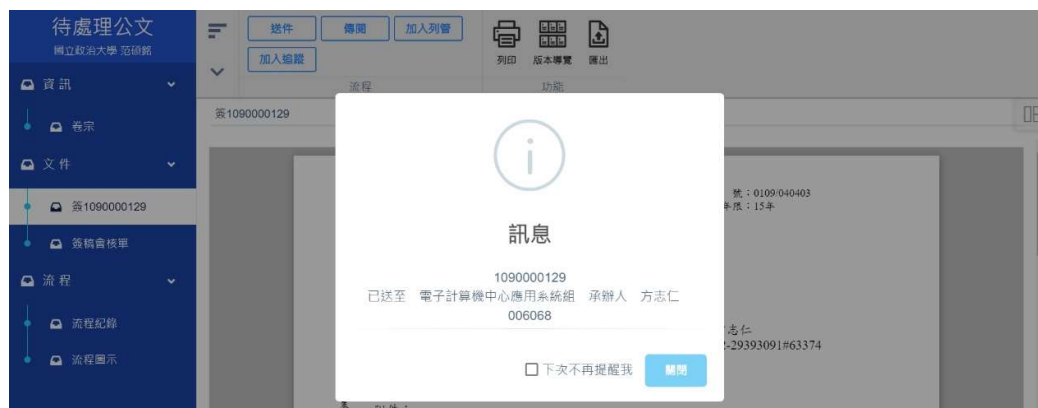 待處理公文
國立政治大學 范碩銘
資訊
卷宗
文件
簽1090000129
簽稿會核單
流程
流程紀錄
流程圖示
送件
傳閱
加入列管
加入追蹤
流程
列印
版本導覽
匯出
功能
簽1090000129
號：0109/040403
年限：15年
訊息
1090000129
已送至 電子計算機中心應用系統組 承辦人 方志仁
006068
下次不再提醒我
關閉
志仁
-29393091#63374